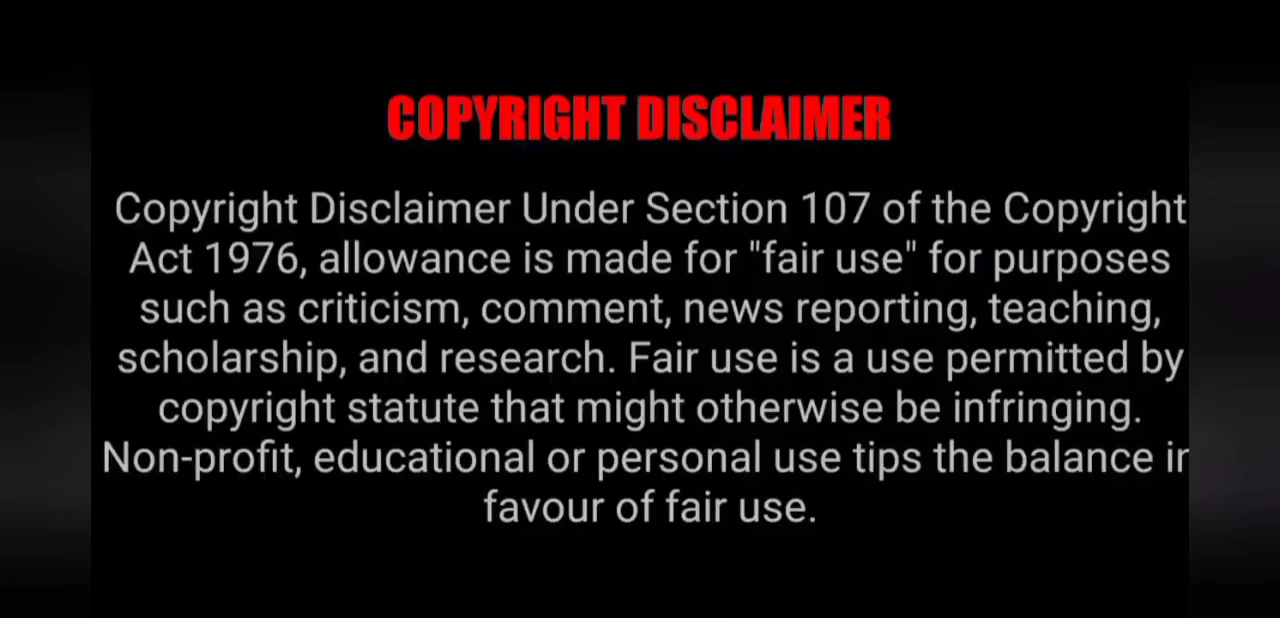 COPYRIGHT DISCLAIMER
Copyright Disclaimer Under Section 107 of the Copyright
Act 1976, allowance is made for "fair use" for purposes
such as criticism, comment, news reporting, teaching,
scholarship, and research. Fair use is a use permitted by
copyright statute that might otherwise be infringing.
Non-profit, educational or personal use tips the balance in
favour of fair use.